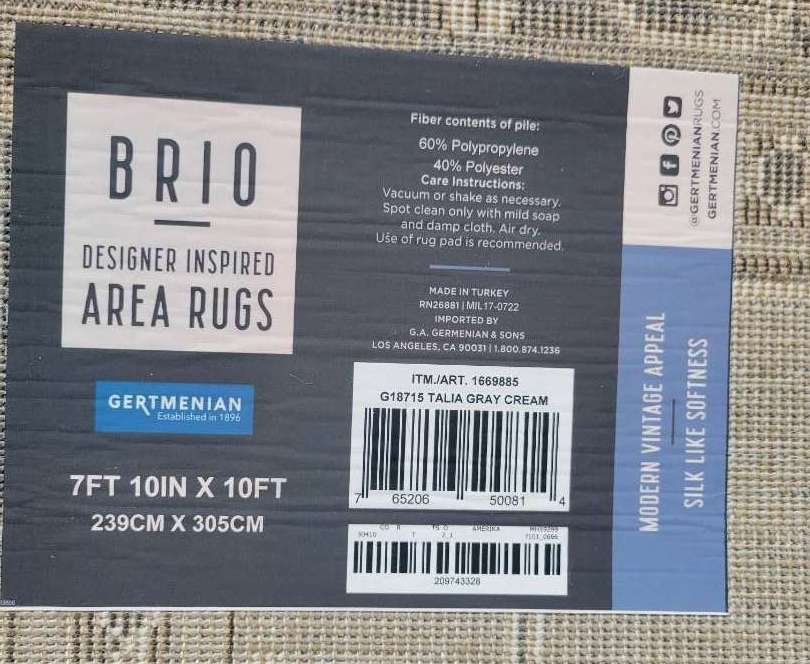 BRIO
DESIGNER INSPIRED
AREA RUGS
GERTMENIAN
Established in 1896
7FT 10IN X 10FT
239CM X 305CM
Fiber contents of pile:
60% Polypropylene
40% Polyester
Care Instructions:
Vacuum or shake as necessary.
Spot clean only with mild soap
and damp cloth. Air dry.
Use of rug pad is recommended.
MADE IN TURKEY
RN26881 | MIL17-0722
IMPORTED BY
G.A. GERMENIAN & SONS
LOS ANGELES, CA 90031 | 1.800.874.1236
ITM./ART. 1669885
G18715 TALIA GRAY CREAM
7 65206 50081 4
AMERIKA
209743328
@GERTMENIANRUGS
GERTMENIAN.COM
MODERN VINTAGE APPEAL
SILK LIKE SOFTNESS